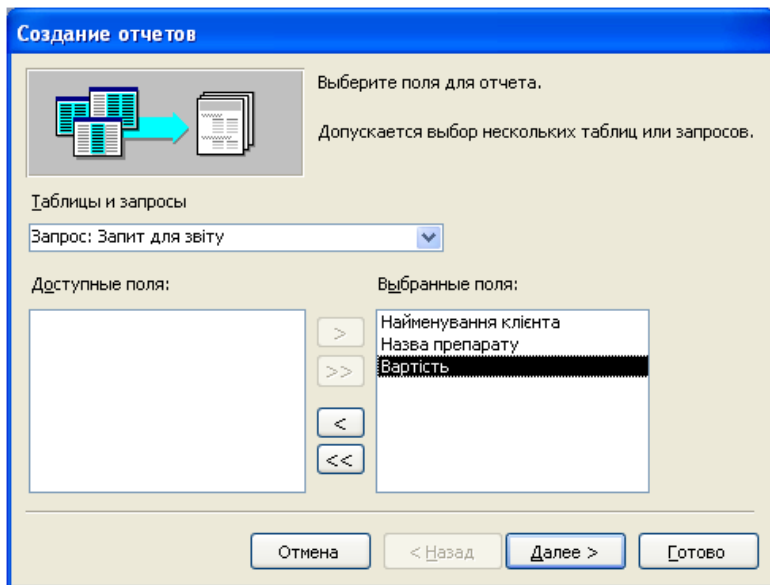 Создание отчетов
Выберите поля для отчета.
Допускается выбор нескольких таблиц или запросов.
Таблицы и запросы
Запрос: Запит для звіту
Доступные поля:
Выбранные поля:
Найменування клієнта
Назва препарату
Вартість
>
>>
<
<<
Отмена
< Назад
Далее >
Готово